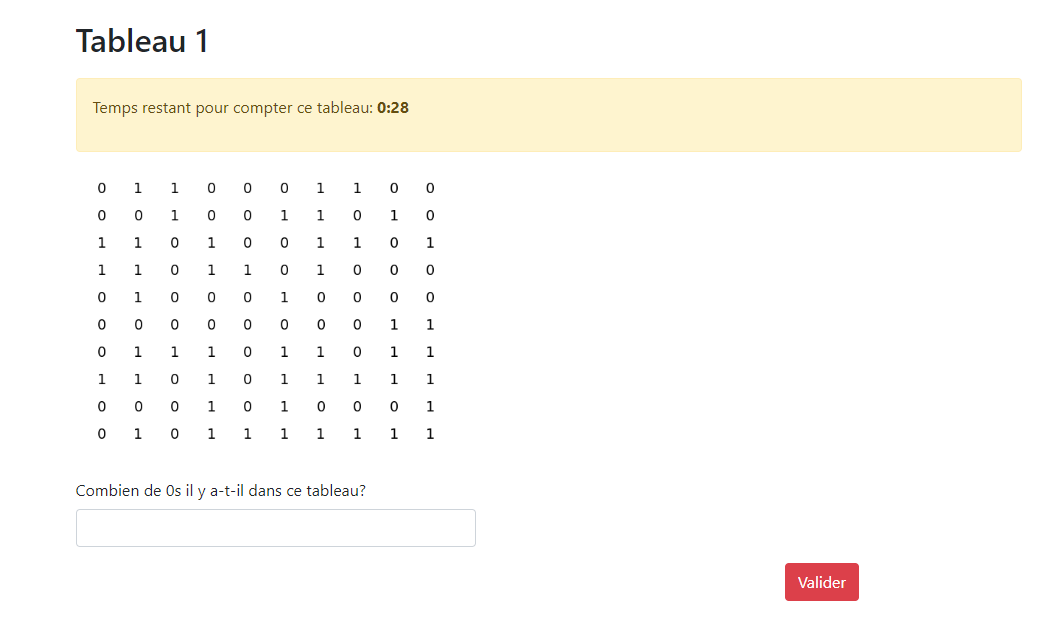 Tableau 1
Temps restant pour compter ce tableau: 0:28
0 1 1 0 0 0 1 1 0 0
0 0 1 0 0 1 1 0 1 0
1 1 0 1 0 0 1 1 0 1
1 1 0 1 1 0 1 0 0 0
0 1 0 0 0 1 0 0 0 0
0 0 0 0 0 0 0 0 1 1
0 1 1 1 0 1 1 0 1 1
1 1 0 1 0 1 1 1 1 1
0 0 0 1 0 1 0 0 0 1
0 1 0 1 1 1 1 1 1 1
Combien de 0s il y a-t-il dans ce tableau?
Valider